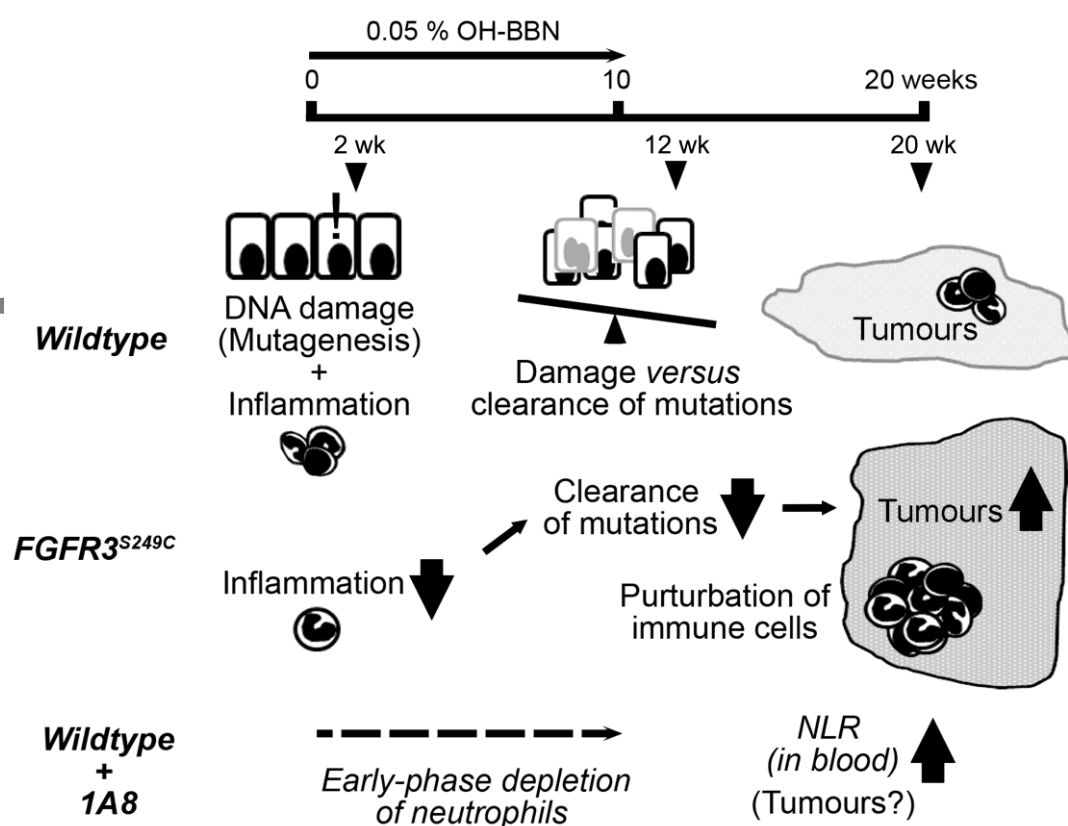 0.05 % OH-BBN
0 10 20 weeks
2 wk 12 wk 20 wk
!
Wildtype
DNA damage
(Mutagenesis)
+
Inflammation
Damage versus
clearance of mutations
Tumours
FGFR3S249C
Inflammation
Clearance
of mutations
Purturbation of
immune cells
Tumours
Wildtype
+
1A8
Early-phase depletion
of neutrophils
NLR
(in blood)
(Tumours?)